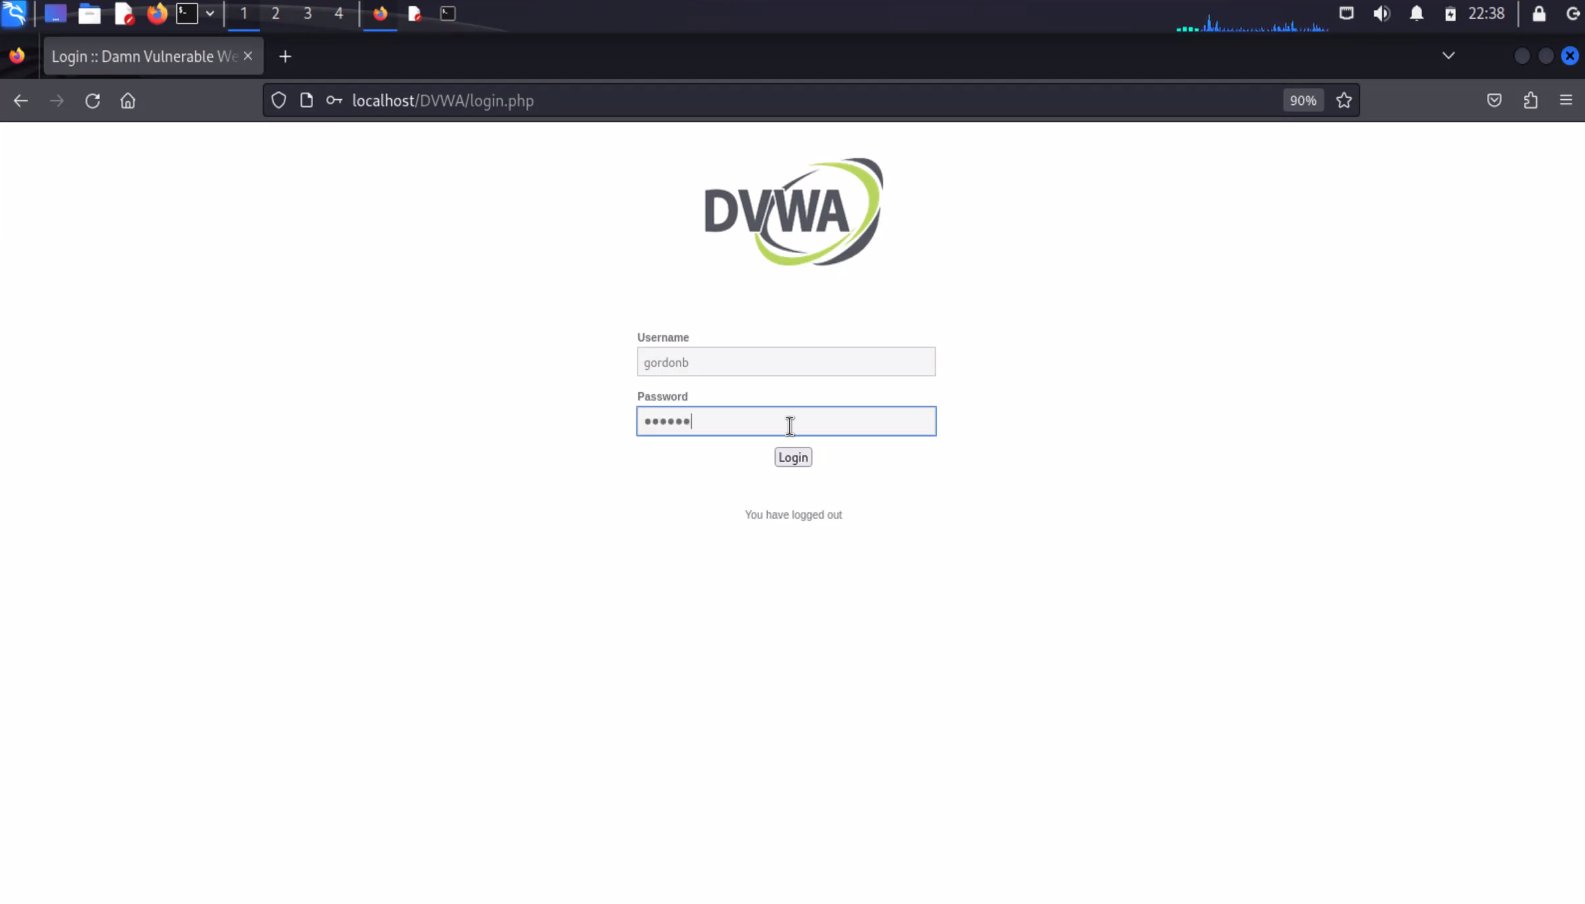 1 2 3 4 22:38
Login :: Damn Vulnerable We
localhost/DVWA/login.php 90%
DVWA
Username
gordonb
Password
••••••
Login
You have logged out